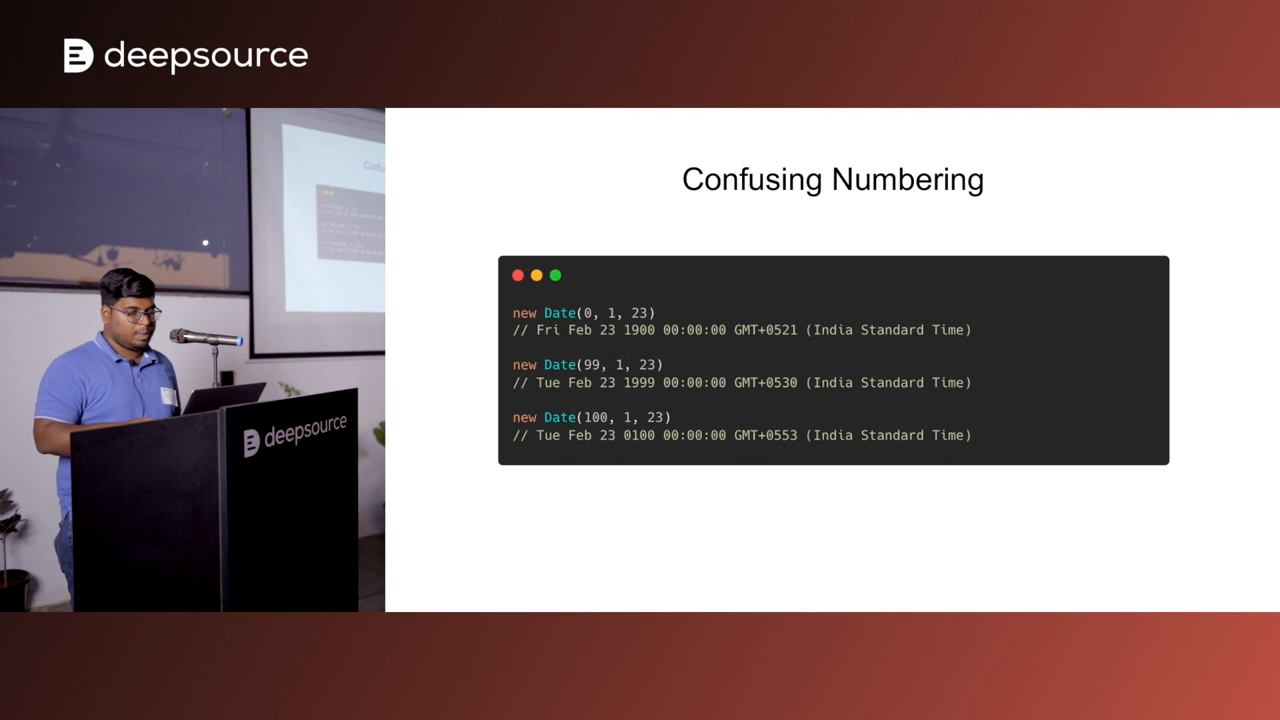 deepsource
Confusing Numbering
new Date(0, 1, 23)
// Fri Feb 23 1900 00:00:00 GMT+0521 (India Standard Time)
new Date(99, 1, 23)
// Tue Feb 23 1999 00:00:00 GMT+0530 (India Standard Time)
new Date(100, 1, 23)
// Tue Feb 23 0100 00:00:00 GMT+0553 (India Standard Time)
deepsource